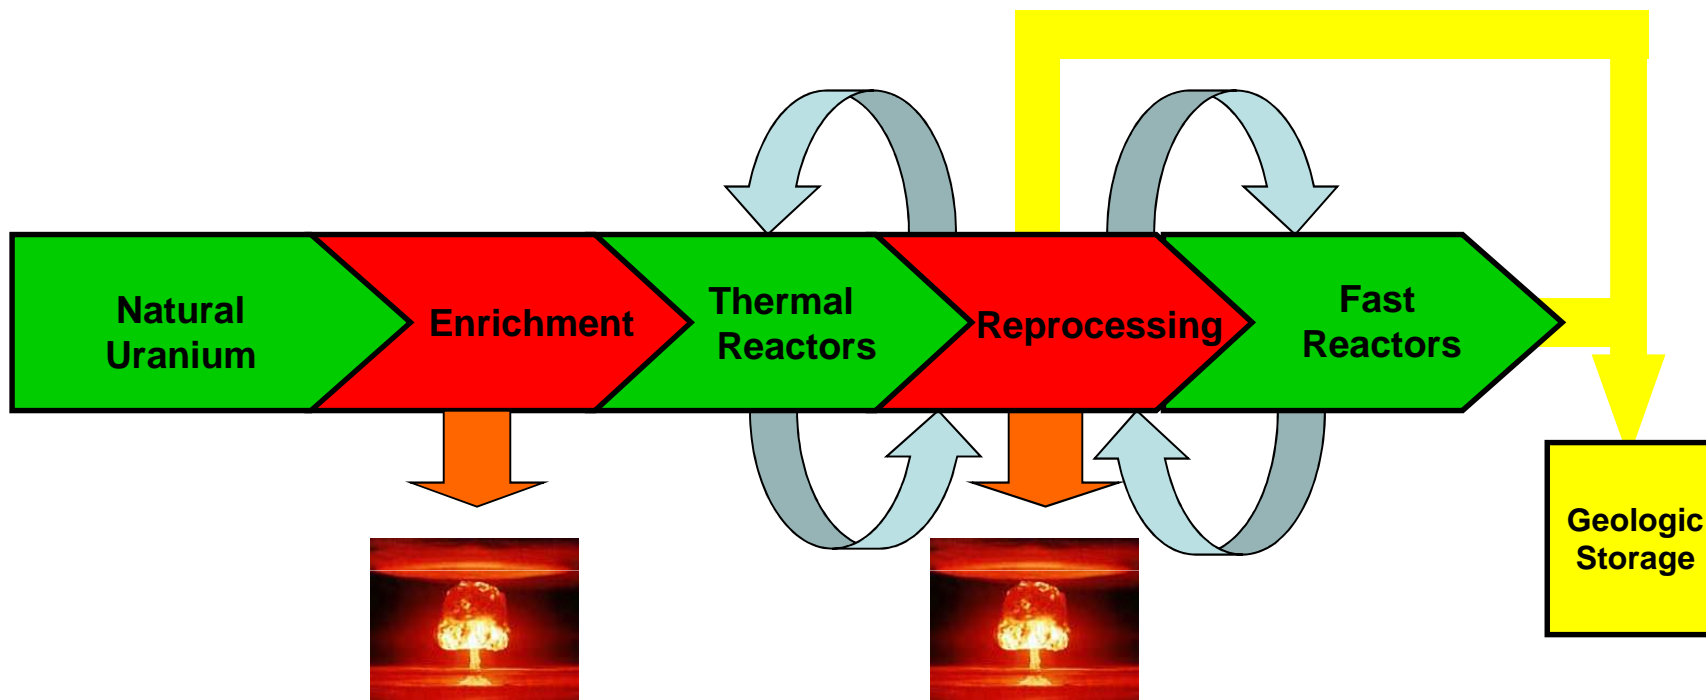 Natural
Uranium
Enrichment
Thermal
Reactors
Reprocessing
Fast
Reactors
Geologic
Storage